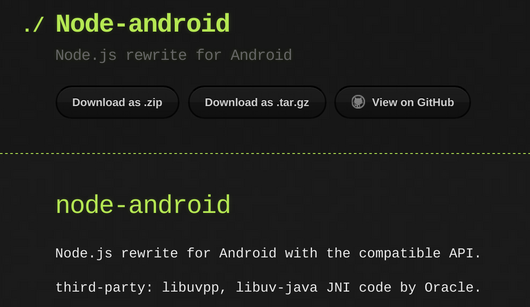 ./ Node-android
Node.js rewrite for Android
Download as .zip Download as .tar.gz View on GitHub
node-android
Node.js rewrite for Android with the compatible API.
third-party: libuvpp, libuv-java JNI code by Oracle.